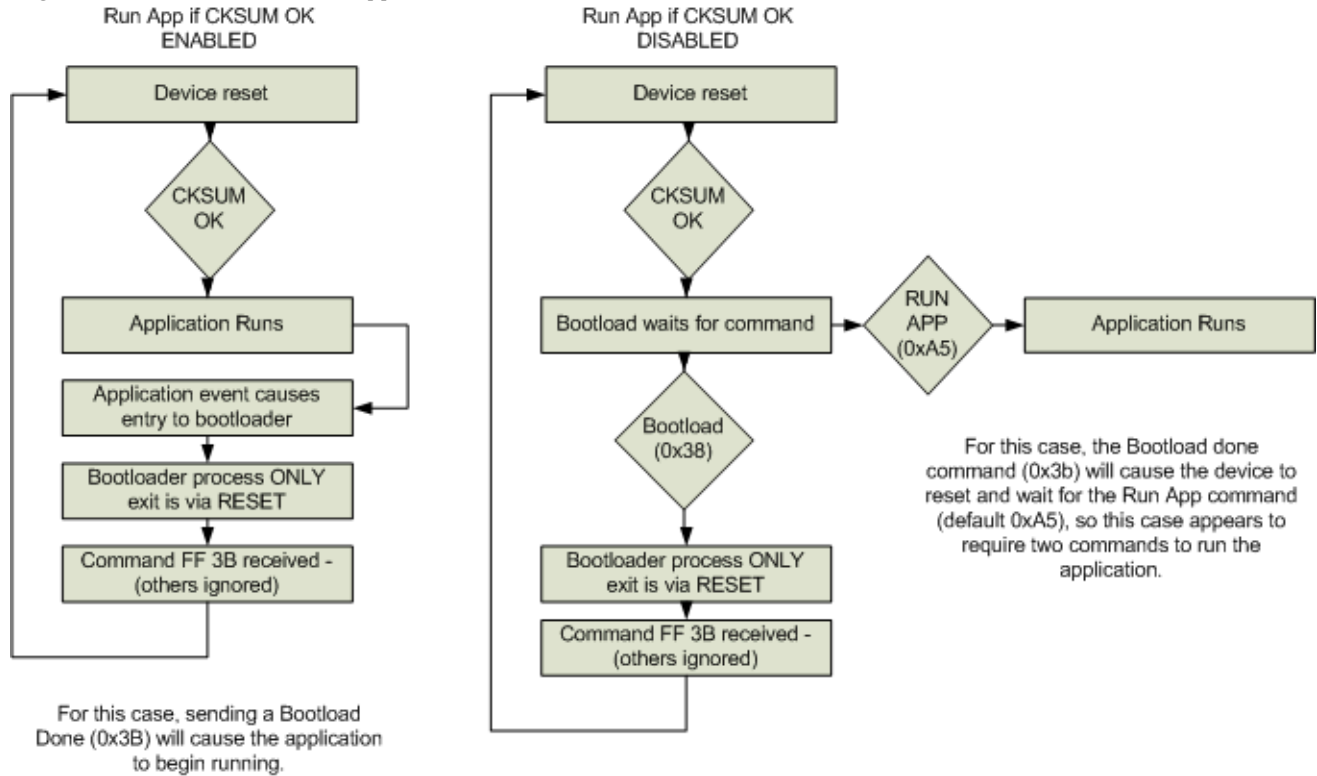 Run App if CKSUM OK
ENABLED
Device reset
CKSUM
OK
Application Runs
Application event causes
entry to bootloader
Bootloader process ONLY
exit is via RESET
Command FF 3B received -
(others ignored)
For this case, sending a Bootload
Done (0x3B) will cause the application
to begin running.
Run App if CKSUM OK
DISABLED
Device reset
CKSUM
OK
Bootload waits for command
RUN
APP
(0xA5)
Application Runs
Bootload
(0x38)
Bootloader process ONLY
exit is via RESET
Command FF 3B received -
(others ignored)
For this case, the Bootload done
command (0x3b) will cause the device to
reset and wait for the Run App command
(default 0xA5), so this case appears to
require two commands to run the
application.